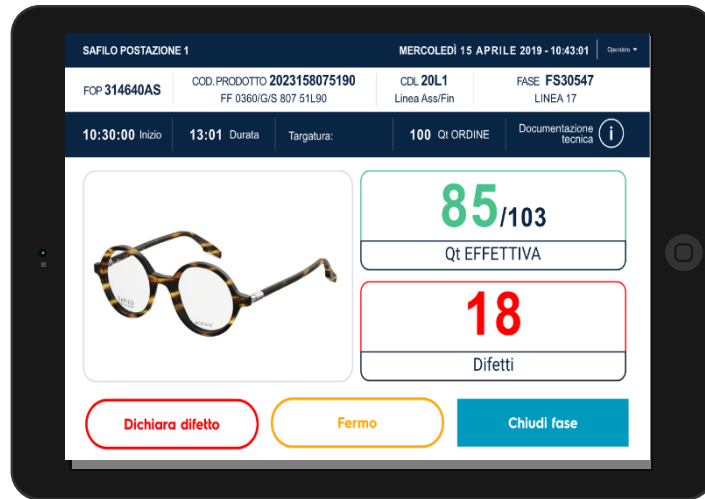 SAFILO POSTAZIONE 1
MERCOLEDÌ 15 APRILE 2019 - 10:43:01
Operatore
FOP 314640AS
COD. PRODOTTO 2023158075190
FF 0360/G/S 807 51L90
CDL 20L1
Linea Ass/Fin
FASE FS30547
LINEA 17
10:30:00 Inizio
13:01 Durata
Targatura:
100 Qt ORDINE
Documentazione
tecnica
i
85/103
Qt EFFETTIVA
SAFILO
18
Difetti
Dichiara difetto
Fermo
Chiudi fase